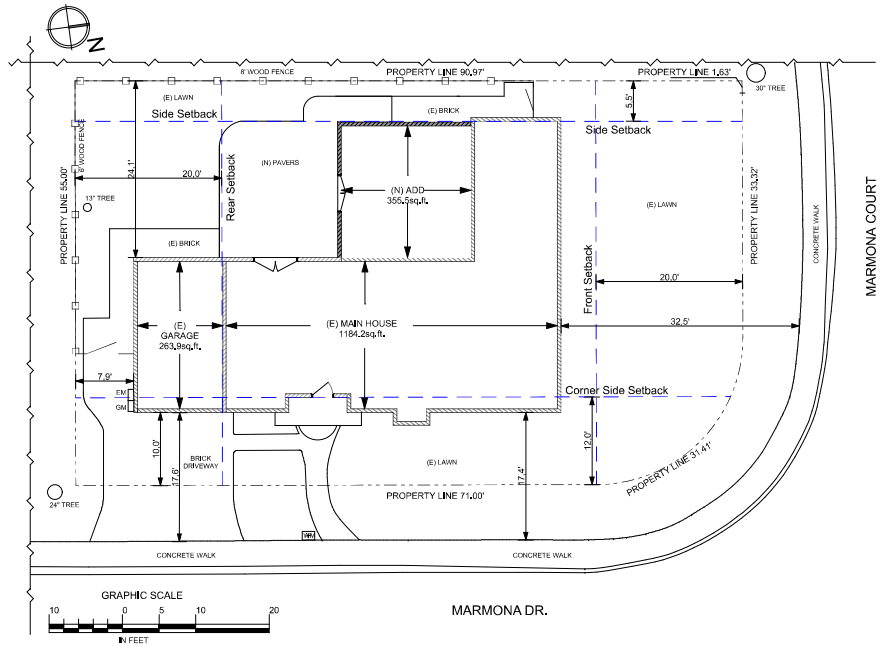 N
8' WOOD FENCE
PROPERTY LINE 90.97'
PROPERTY LINE 1.63'
30" TREE
(E) LAWN
(E) BRICK
5.5'
Side Setback
Side Setback
6' WOOD FENCE
24.1'
(N) PAVERS
Rear Setback
20.0'
(N) ADD
355.5sq.ft.
PROPERTY LINE 55.00'
13" TREE
(E) LAWN
PROPERTY LINE 33.32'
CONCRETE WALK
MARMONA COURT
(E) BRICK
Front Setback
20.0'
(E)
GARAGE
263.9sq.ft.
(E) MAIN HOUSE
1184.2sq.ft.
32.5'
7.9'
EM
GM
Corner Side Setback
10.0'
17.6'
BRICK
DRIVEWAY
(E) LAWN
17.4'
12.0'
PROPERTY LINE 31.41'
24" TREE
PROPERTY LINE 71.00'
WM
CONCRETE WALK
CONCRETE WALK
GRAPHIC SCALE
10 0 5 10 20
IN FEET
MARMONA DR.